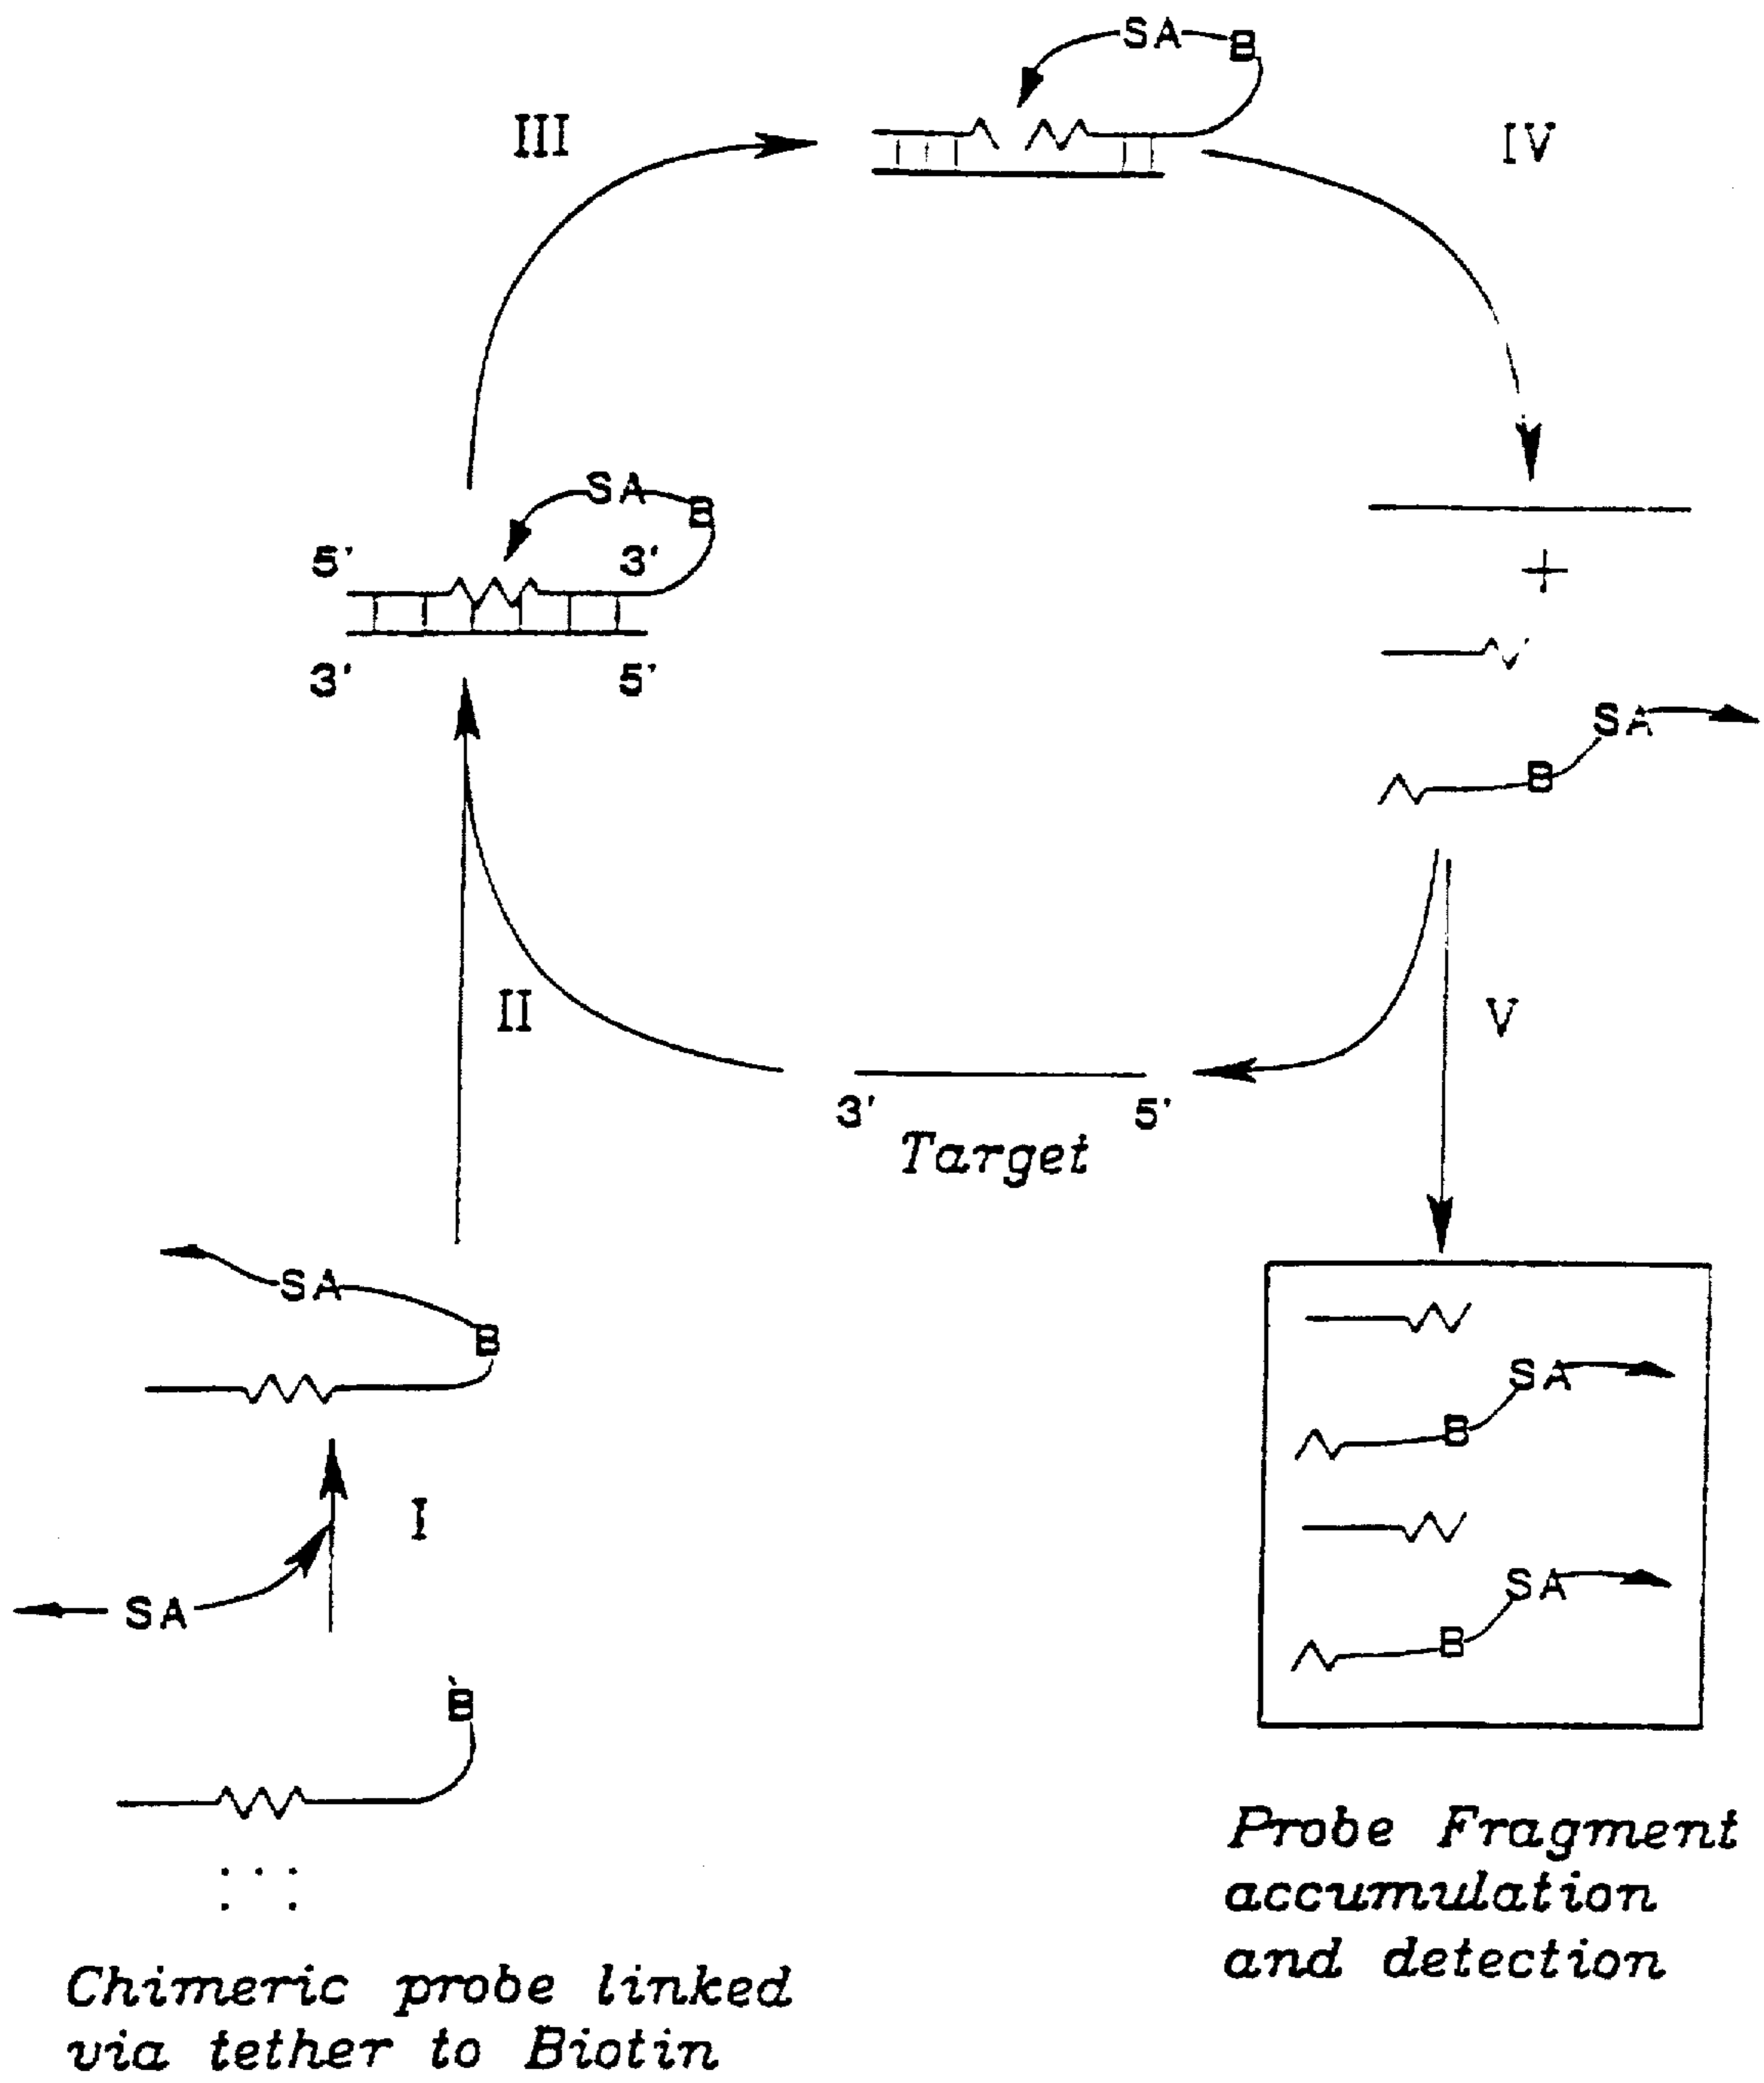 SA B
III
IV
SA B
5' 3'
3' 5'
SA
B
II
V
3' 5'
Target
SA
B
SA
B
I
SA
B
SA
SA
B
B
Probe Fragment
accumulation
and detection
Chimeric probe linked
via tether to Biotin